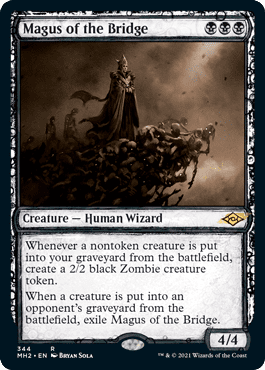 Magus of the Bridge
Creature — Human Wizard
Whenever a nontoken creature is put
into your graveyard from the battlefield,
create a 2/2 black Zombie creature
token.
When a creature is put into an
opponent's graveyard from the
battlefield, exile Magus of the Bridge.
4/4
344 R
MH2 • EN BRYAN SOLA
™ & © 2021 Wizards of the Coast